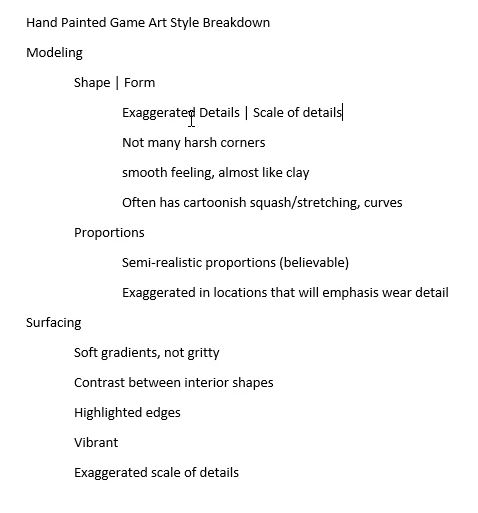 Hand Painted Game Art Style Breakdown
Modeling
Shape | Form
Exaggerated Details | Scale of details
Not many harsh corners
smooth feeling, almost like clay
Often has cartoonish squash/stretching, curves
Proportions
Semi-realistic proportions (believable)
Exaggerated in locations that will emphasis wear detail
Surfacing
Soft gradients, not gritty
Contrast between interior shapes
Highlighted edges
Vibrant
Exaggerated scale of details